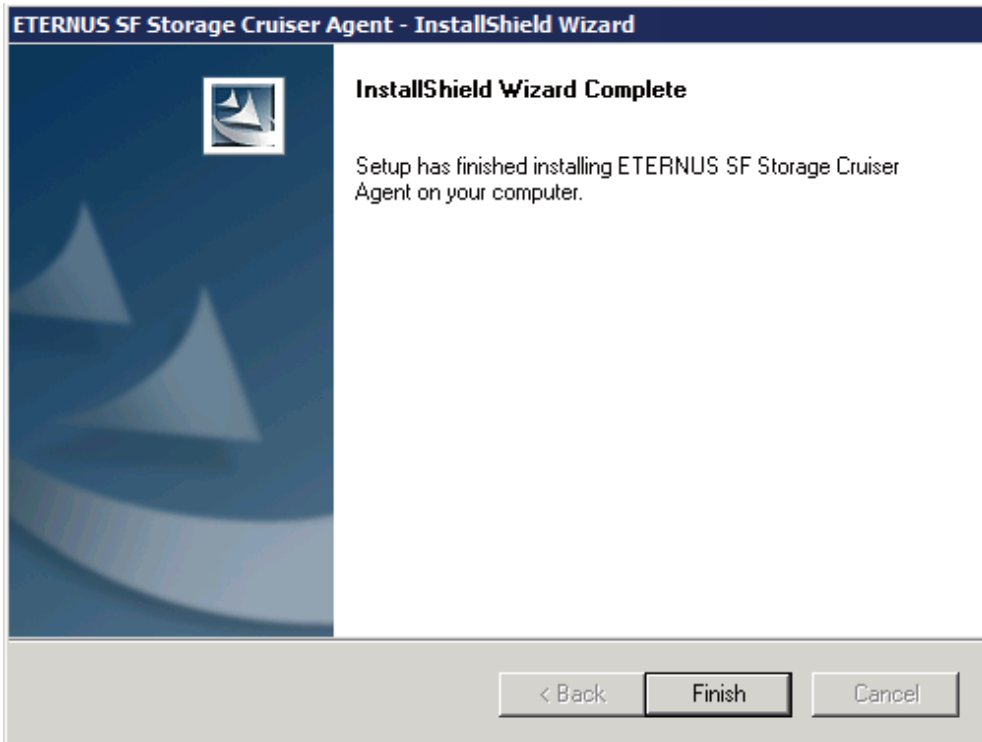 ETERNUS SF Storage Cruiser Agent - InstallShield Wizard
InstallShield Wizard Complete
Setup has finished installing ETERNUS SF Storage Cruiser
Agent on your computer.
< Back
Finish
Cancel